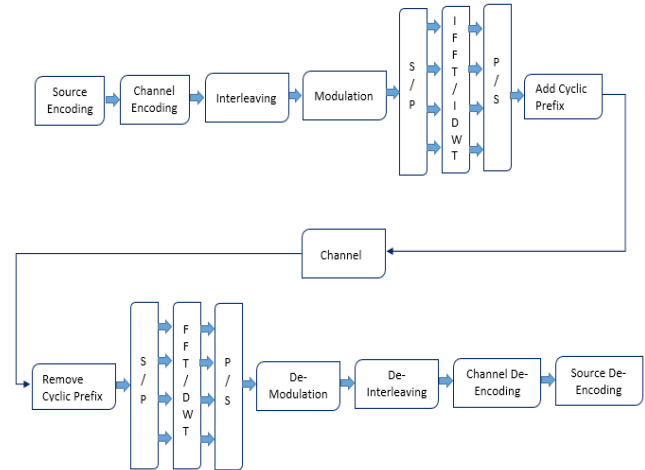 Source
Encoding
Channel
Encoding
Interleaving
Modulation
S
/
P
I
F
F
T
/
I
D
W
T
P
/
S
Add Cyclic
Prefix
Channel
Remove
Cyclic Prefix
S
/
P
F
F
T
/
D
W
T
P
/
S
De-
Modulation
De-
Interleaving
Channel De-
Encoding
Source De-
Encoding